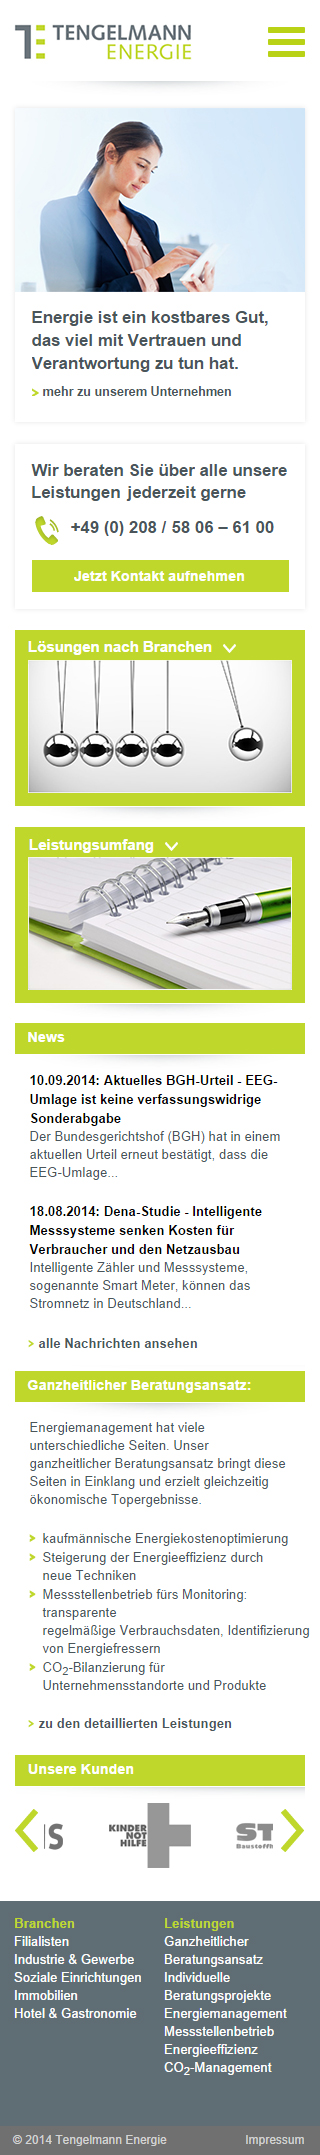 TENGELMANN
ENERGIE
Energie ist ein kostbares Gut,
das viel mit Vertrauen und
Verantwortung zu tun hat.
> mehr zu unserem Unternehmen
Wir beraten Sie über alle unsere
Leistungen jederzeit gerne
+49 (0) 208 / 58 06 – 61 00
Jetzt Kontakt aufnehmen
Lösungen nach Branchen
Leistungsumfang
News
10.09.2014: Aktuelles BGH-Urteil - EEG-
Umlage ist keine verfassungswidrige
Sonderabgabe
Der Bundesgerichtshof (BGH) hat in einem
aktuellen Urteil erneut bestätigt, dass die
EEG-Umlage...
18.08.2014: Dena-Studie - Intelligente
Messsysteme senken Kosten für
Verbraucher und den Netzausbau
Intelligente Zähler und Messsysteme,
sogenannte Smart Meter, können das
Stromnetz in Deutschland...
> alle Nachrichten ansehen
Ganzheitlicher Beratungsansatz:
Energiemanagement hat viele
unterschiedliche Seiten. Unser
ganzheitlicher Beratungsansatz bringt diese
Seiten in Einklang und erzielt gleichzeitig
ökonomische Topergebnisse.
> kaufmännische Energiekostenoptimierung
> Steigerung der Energieeffizienz durch
neue Techniken
> Messstellenbetrieb fürs Monitoring:
transparente
regelmäßige Verbrauchsdaten, Identifizierung
von Energiefressern
> CO2-Bilanzierung für
Unternehmensstandorte und Produkte
> zu den detaillierten Leistungen
Unsere Kunden
S
KINDER
NOT
HILFE
ST
Baustoffh
Branchen
Filialisten
Industrie & Gewerbe
Soziale Einrichtungen
Immobilien
Hotel & Gastronomie
Leistungen
Ganzheitlicher
Beratungsansatz
Individuelle
Beratungsprojekte
Energiemanagement
Messstellenbetrieb
Energieeffizienz
CO2-Management
© 2014 Tengelmann Energie
Impressum